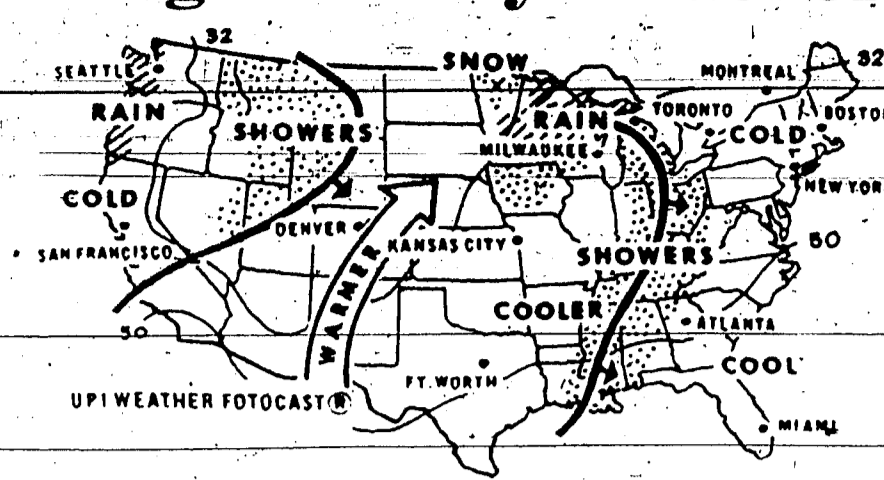 32
SNOW
SEATTLE
MONTREAL
32
RAIN
RAIN
TORONTO
BOSTO
SHOWERS
COLD
MILWAUKEE
COLD
NEW YOR
DENVER
KANSAS CITY
50
SAN FRANCISCO
SHOWERS
WARMER
COOLER
50
ATLANTA
COOL
FT. WORTH
UPI WEATHER FOTOCAST ®
MIAMI